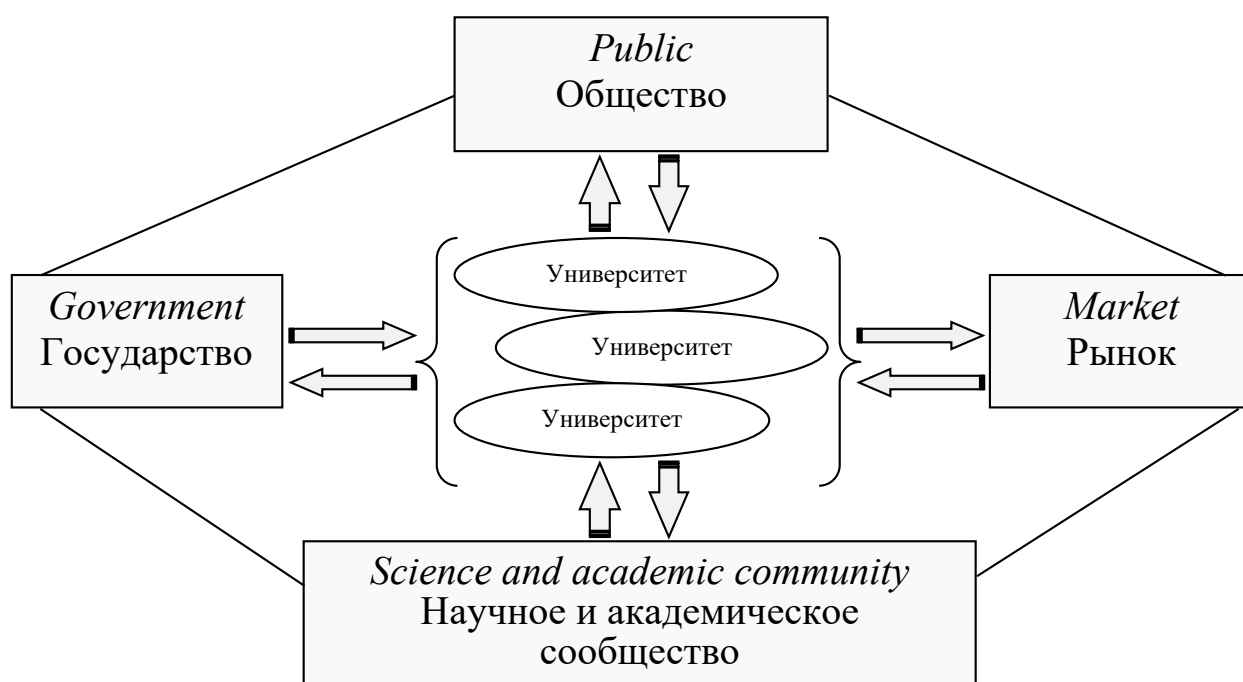 Public
Общество
Университет
Government
Государство
Университет
Market
Рынок
Университет
Science and academic community
Научное и академическое
сообщество